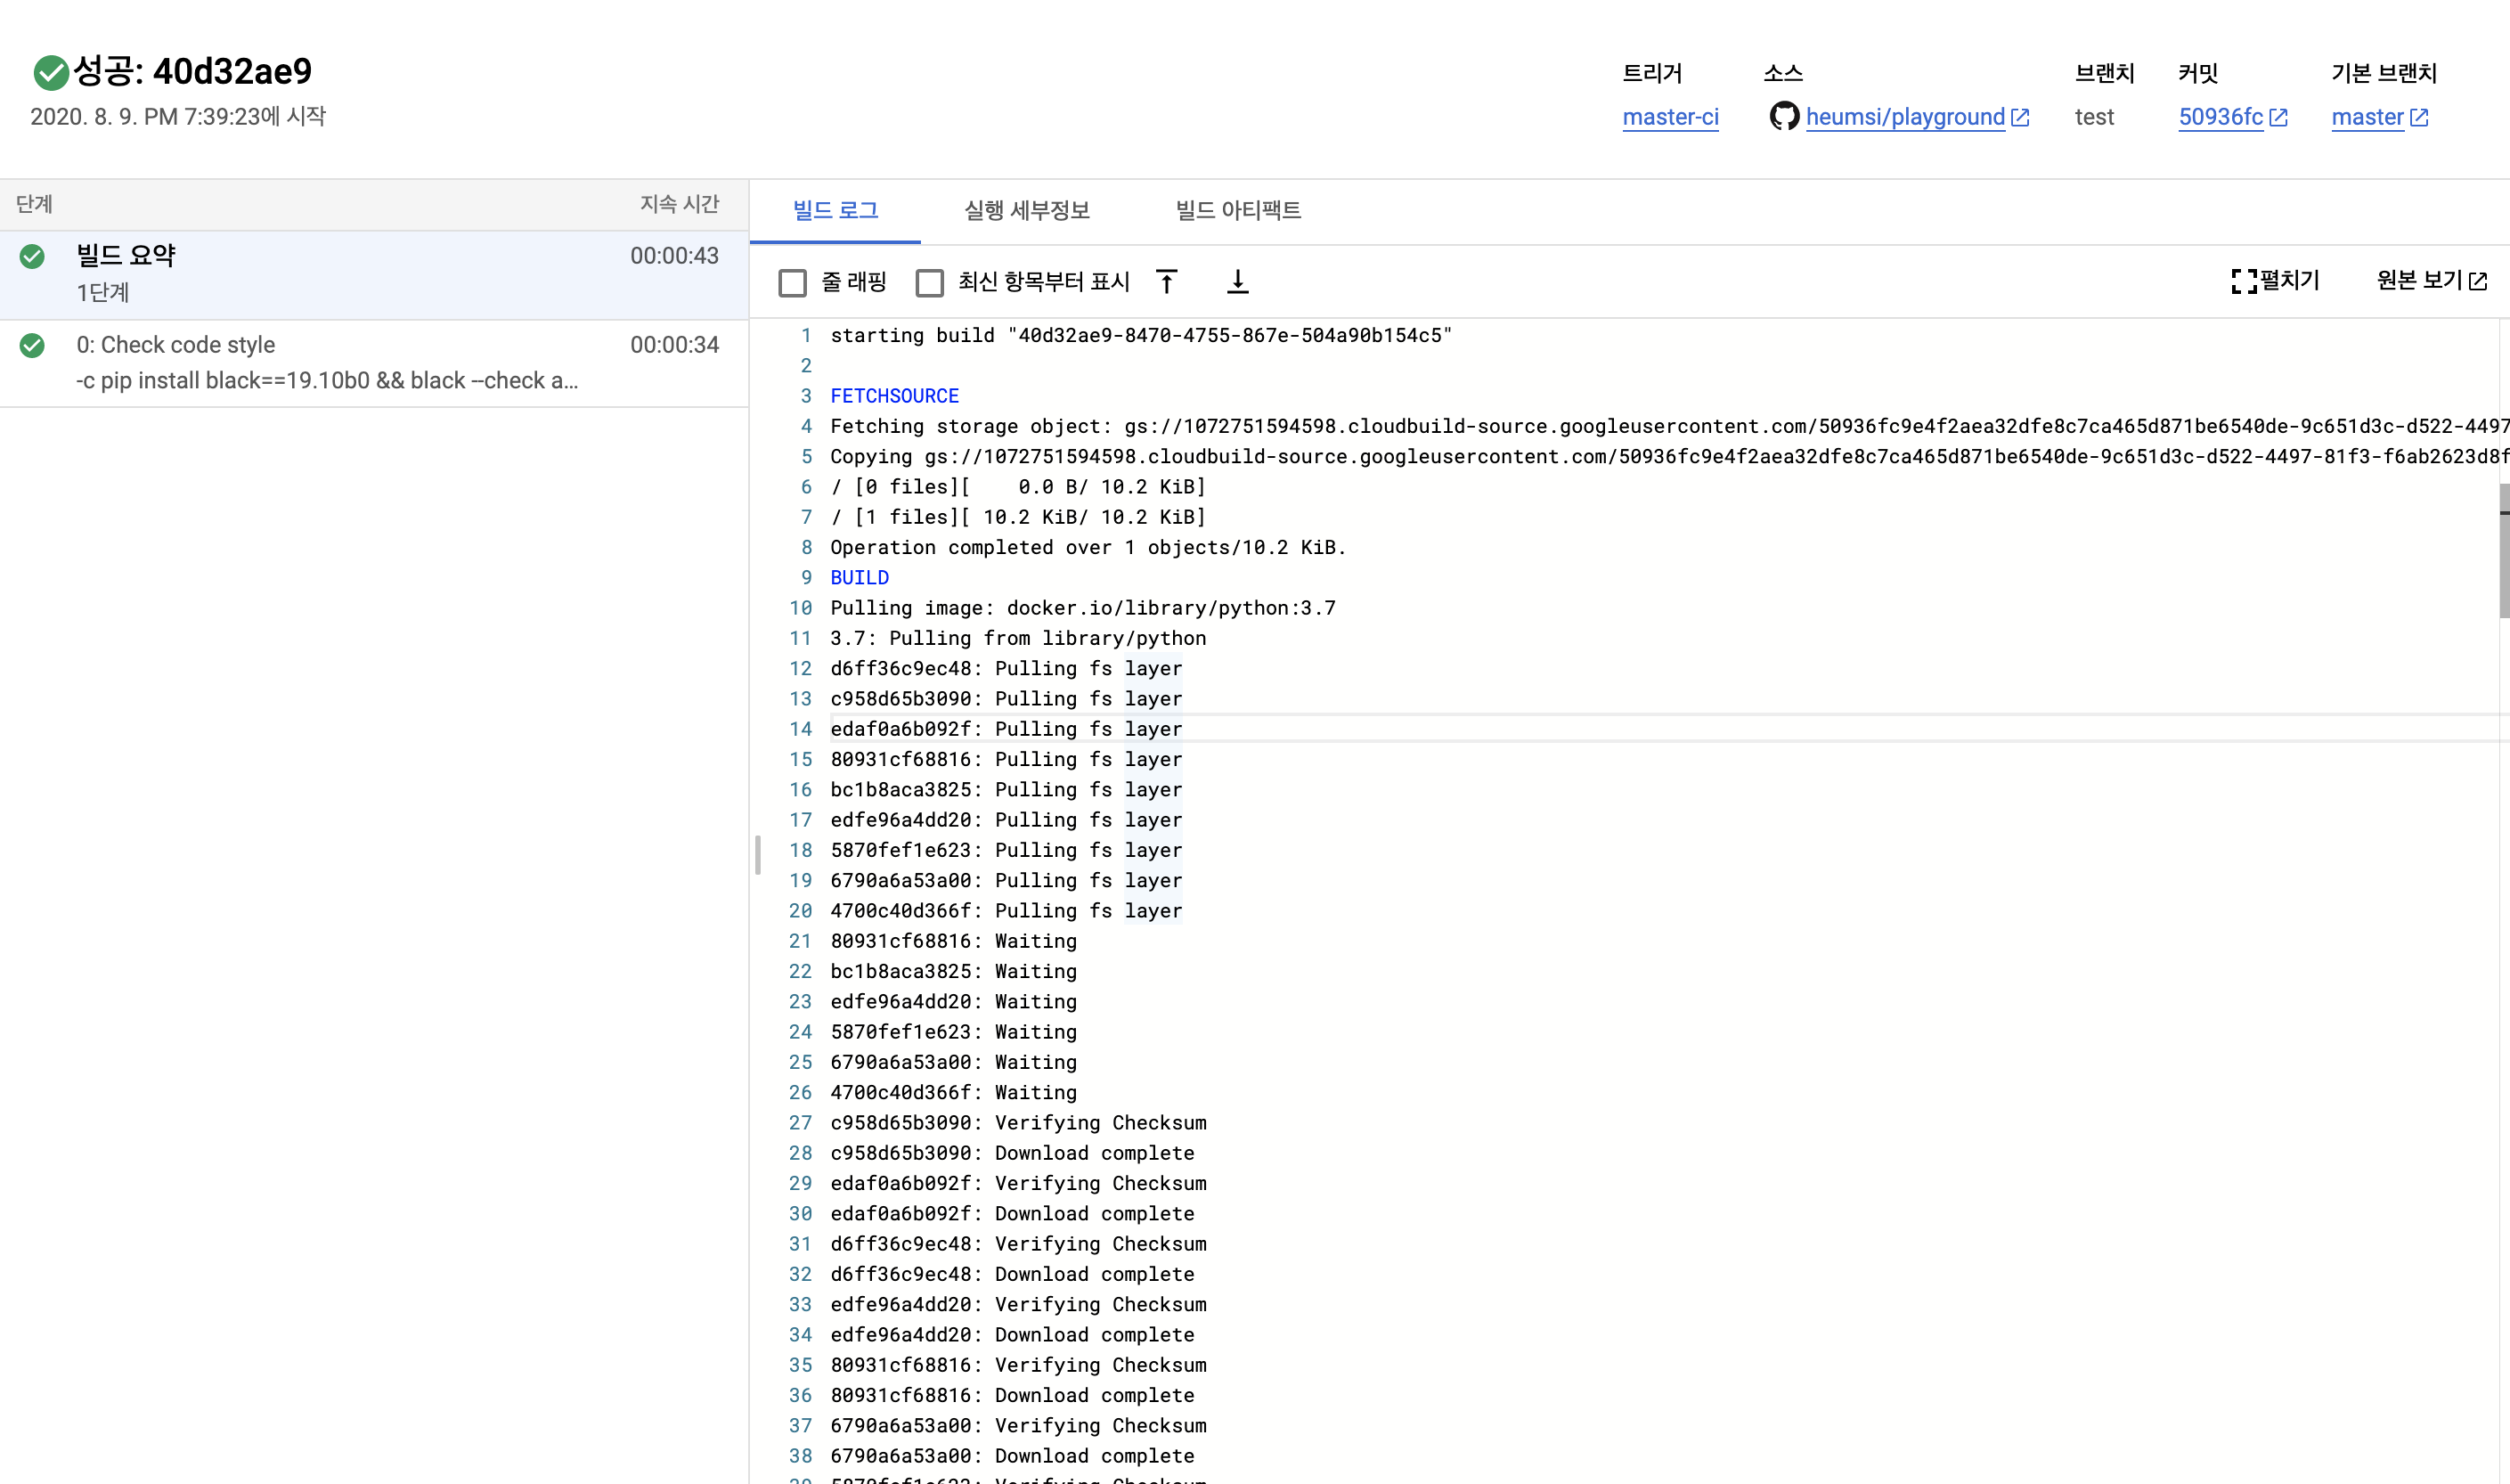 성공: 40d32ae9
2020. 8. 9. PM 7:39:23에 시작
트리거
master-ci
소스
heumsi/playground
브랜치
test
커밋
50936fc
기본 브랜치
master
단계 지속 시간
빌드 요약 00:00:43
1단계
0: Check code style 00:00:34
-c pip install black==19.10b0 && black --check a...
빌드 로그 실행 세부정보 빌드 아티팩트
줄 래핑 최신 항목부터 표시 펼치기 원본 보기
1 starting build "40d32ae9-8470-4755-867e-504a90b154c5"
2
3 FETCHSOURCE
4 Fetching storage object: gs://1072751594598.cloudbuild-source.googleusercontent.com/50936fc9e4f2aea32dfe8c7ca465d871be6540de-9c651d3c-d522-4497
5 Copying gs://1072751594598.cloudbuild-source.googleusercontent.com/50936fc9e4f2aea32dfe8c7ca465d871be6540de-9c651d3c-d522-4497-81f3-f6ab2623d8f
6 / [0 files][    0.0 B/ 10.2 KiB]
7 / [1 files][ 10.2 KiB/ 10.2 KiB]
8 Operation completed over 1 objects/10.2 KiB.
9 BUILD
10 Pulling image: docker.io/library/python:3.7
11 3.7: Pulling from library/python
12 d6ff36c9ec48: Pulling fs layer
13 c958d65b3090: Pulling fs layer
14 edaf0a6b092f: Pulling fs layer
15 80931cf68816: Pulling fs layer
16 bc1b8aca3825: Pulling fs layer
17 edfe96a4dd20: Pulling fs layer
18 5870fef1e623: Pulling fs layer
19 6790a6a53a00: Pulling fs layer
20 4700c40d366f: Pulling fs layer
21 80931cf68816: Waiting
22 bc1b8aca3825: Waiting
23 edfe96a4dd20: Waiting
24 5870fef1e623: Waiting
25 6790a6a53a00: Waiting
26 4700c40d366f: Waiting
27 c958d65b3090: Verifying Checksum
28 c958d65b3090: Download complete
29 edaf0a6b092f: Verifying Checksum
30 edaf0a6b092f: Download complete
31 d6ff36c9ec48: Verifying Checksum
32 d6ff36c9ec48: Download complete
33 edfe96a4dd20: Verifying Checksum
34 edfe96a4dd20: Download complete
35 80931cf68816: Verifying Checksum
36 80931cf68816: Download complete
37 6790a6a53a00: Verifying Checksum
38 6790a6a53a00: Download complete